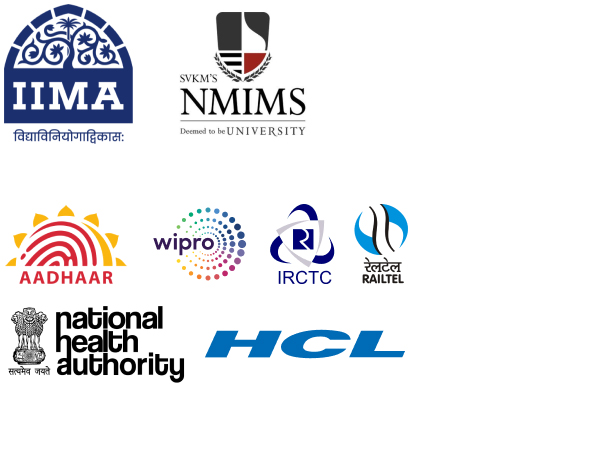 IIMA
विद्याविनियोगाद्विकास:
SVKM'S
NMIMS
Deemed to be UNIVERSITY
AADHAAR
wipro
IRCTC
रेलटेल
RAILTEL
national
health
authority
सत्यमेव जयते
HCL